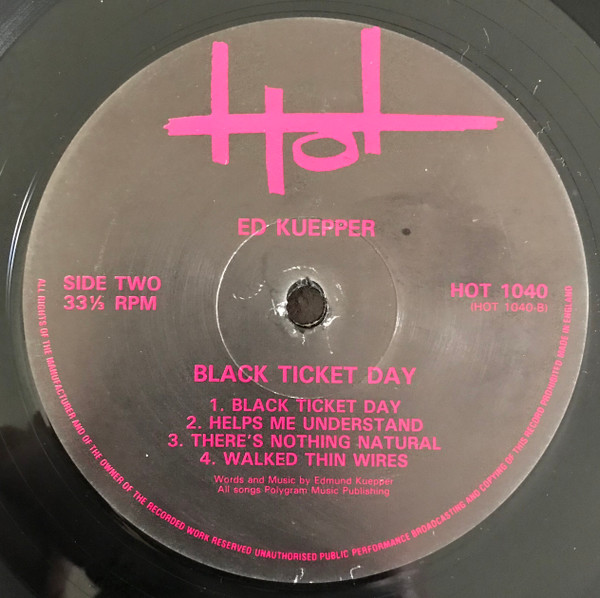 Hot
ED KUEPPER
SIDE TWO
33⅓ RPM
HOT 1040
(HOT 1040-B)
BLACK TICKET DAY
1. BLACK TICKET DAY
2. HELPS ME UNDERSTAND
3. THERE'S NOTHING NATURAL
4. WALKED THIN WIRES
Words and Music by Edmund Kuepper
All songs Polygram Music Publishing
ALL RIGHTS OF THE MANUFACTURER AND OF THE OWNER OF THE RECORDED WORK RESERVED UNAUTHORISED PUBLIC PERFORMANCE BROADCASTING AND COPYING OF THIS RECORD PROHIBITED MADE IN ENGLAND